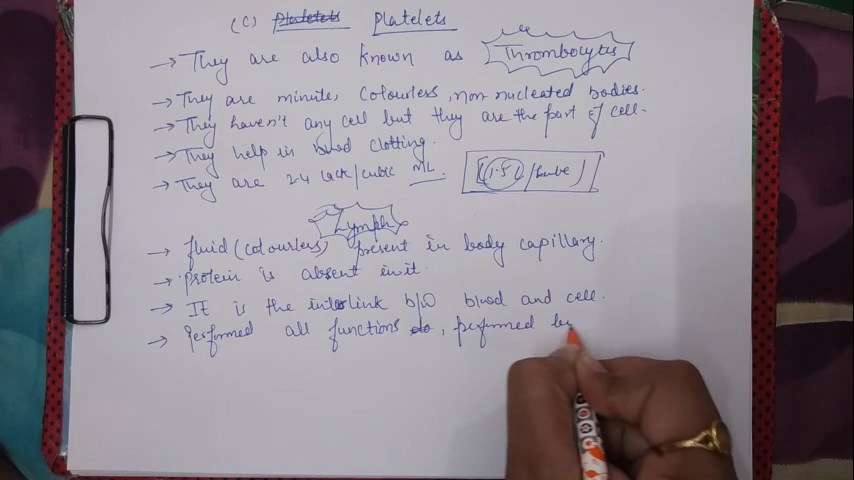 (C) Platelets Platelets
→ They are also known as Thrombocytes
→ They are minute, colourless, non nucleated bodies.
→ They haven't any cell but they are the part of cell.
→ They help in blood clotting.
→ They are 2-4 lack/cubic ML.
→ fluid (colourless) present in body capillary.
Lymph
→ Protein is absent in it.
→ It is the interlink b/w blood and cell.
→ Performed all functions do, performed by